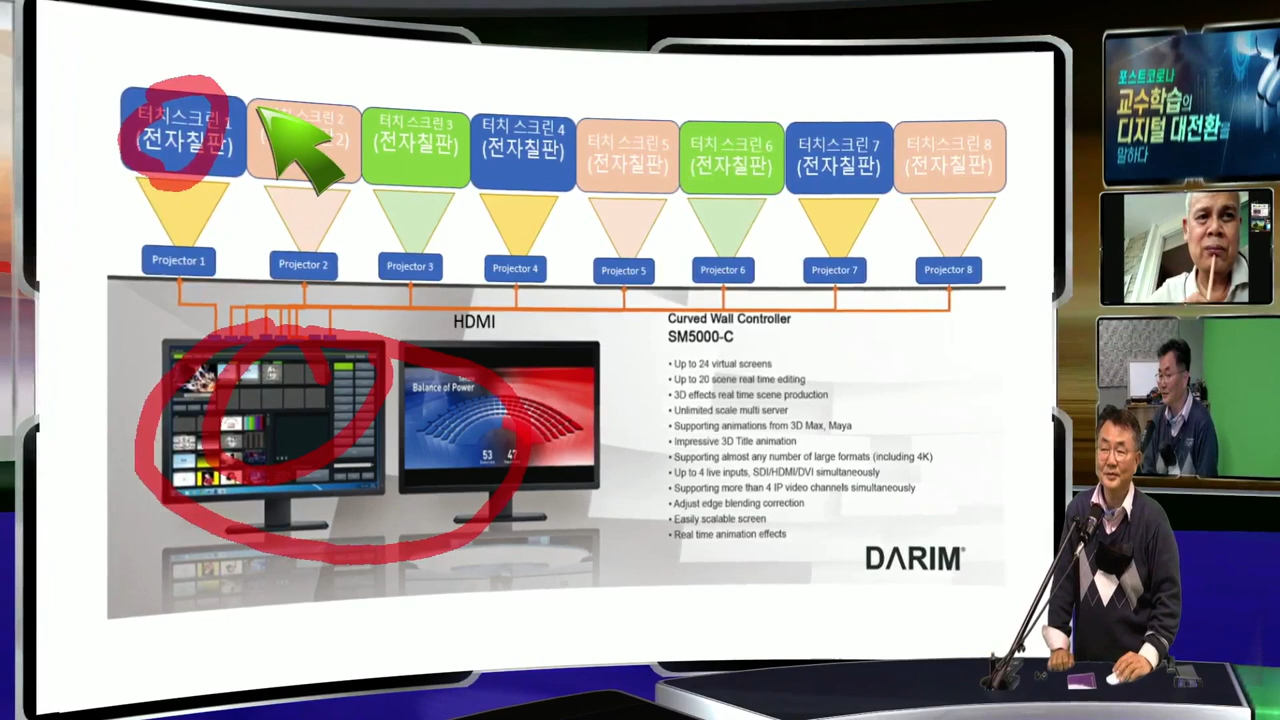 터치스크린 1
(전자칠판)
터치 스크린 3
(전자칠판)
터치 스크린 4
(전자칠판)
터치 스크린 5
(전자칠판)
터치 스크린 6
(전자칠판)
터치 스크린 7
(전자칠판)
터치 스크린 8
(전자칠판)
Projector 1
Projector 2
Projector 3
Projector 4
Projector 5
Projector 6
Projector 7
Projector 8
HDMI
Balance of Power
53
Curved Wall Controller
SM5000-C
• Up to 24 virtual screens
• Up to 20 scene real time editing
• 3D effects real time scene production
• Unlimited scale multi server
• Supporting animations from 3D Max, Maya
• Impressive 3D Title animation
• Supporting almost any number of large formats (including 4K)
• Up to 4 live inputs, SDI/HDMI/DVI simultaneously
• Supporting more than 4 IP video channels simultaneously
• Adjust edge blending correction
• Easily scalable screen
• Real time animation effects
DARIM
포스트코로나
교수학습의
디지털 대전환을
말하다